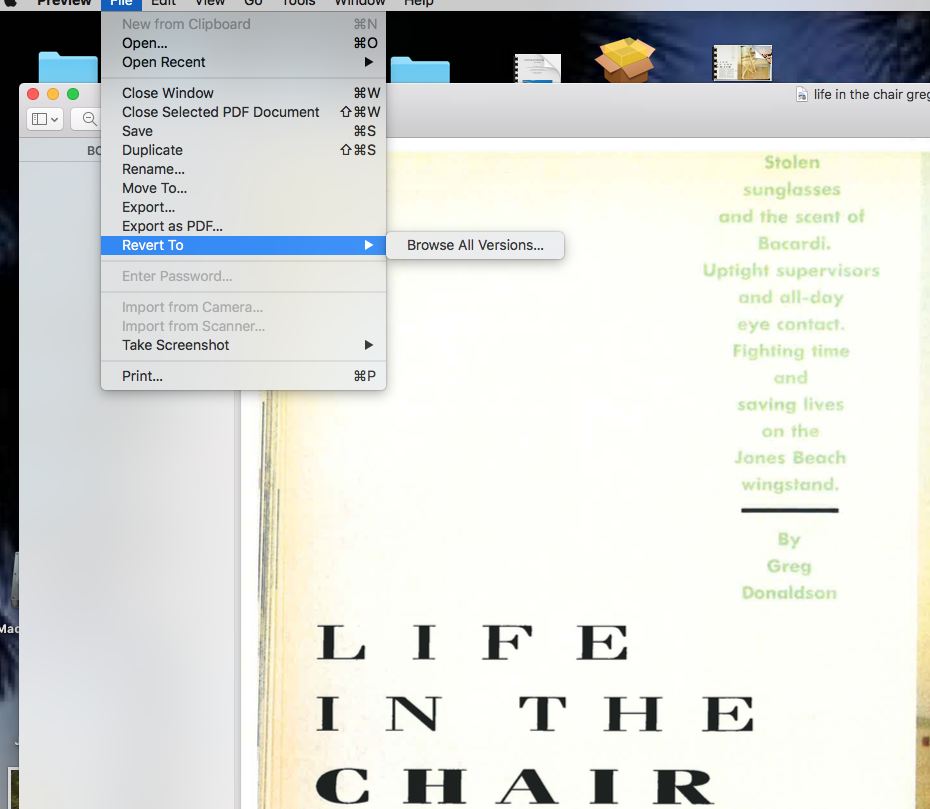 Preview File Edit View Go Tools Window Help
New from Clipboard ⌘N
Open... ⌘O
Open Recent ▶
Close Window ⌘W
Close Selected PDF Document ⇧⌘W
Save ⌘S
Duplicate ⇧⌘S
Rename...
Move To...
Export...
Export as PDF...
Revert To ▶
Browse All Versions...
Enter Password...
Import from Camera...
Import from Scanner...
Take Screenshot ▶
Print... ⌘P
life in the chair greg
BO
Mac
Stolen
sunglasses
and the scent of
Bacardi.
Uptight supervisors
and all-day
eye contact.
Fighting time
and
saving lives
on the
Jones Beach
wingstand.
By
Greg
Donaldson
LIFE
IN THE
CHAIR